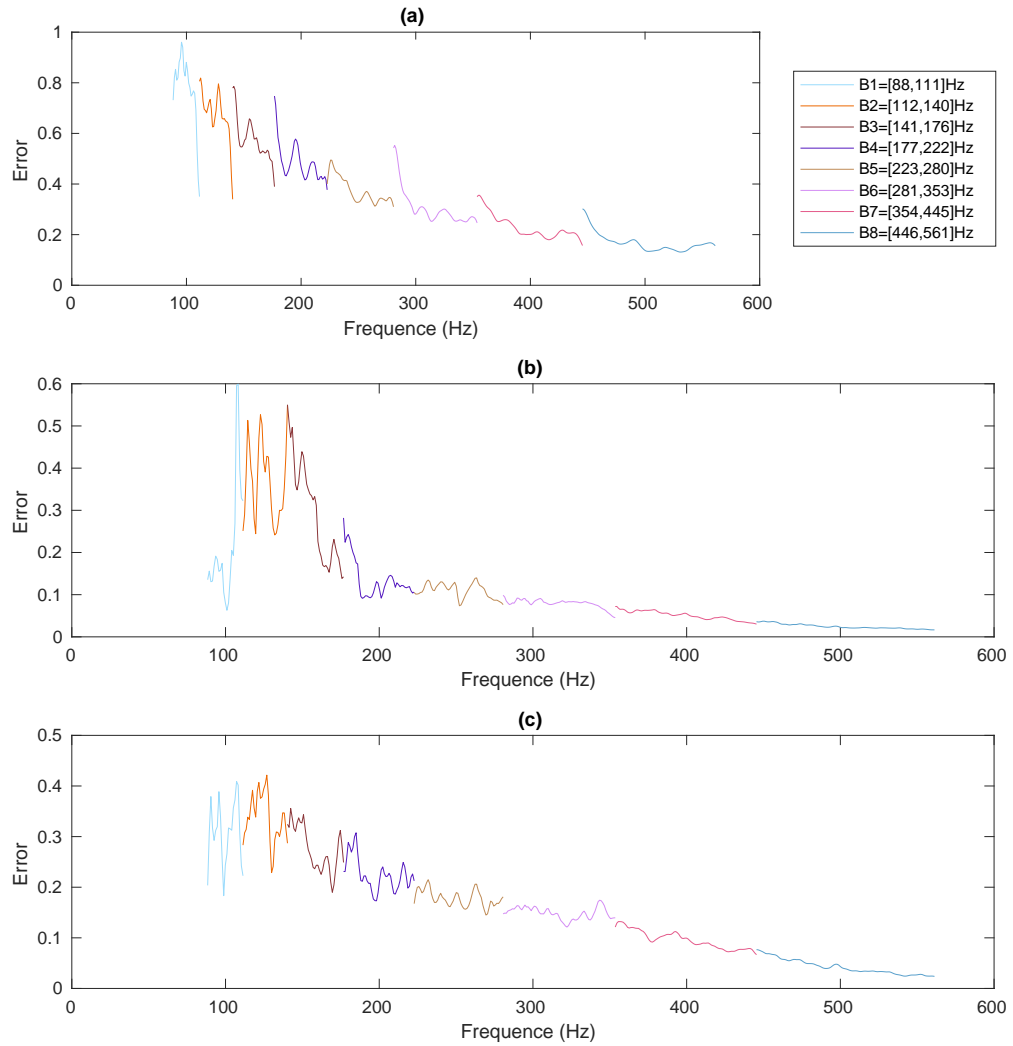 (a)
1
0.8
0.6
0.4
0.2
0
Error
0
100
200
300
400
500
600
Frequence (Hz)
B1=[88,111]Hz
B2=[112,140]Hz
B3=[141,176]Hz
B4=[177,222]Hz
B5=[223,280]Hz
B6=[281,353]Hz
B7=[354,445]Hz
B8=[446,561]Hz
(b)
0.6
0.5
0.4
0.3
0.2
0.1
0
Error
0
100
200
300
400
500
600
Frequence (Hz)
(c)
0.5
0.4
0.3
0.2
0.1
0
Error
0
100
200
300
400
500
600
Frequence (Hz)